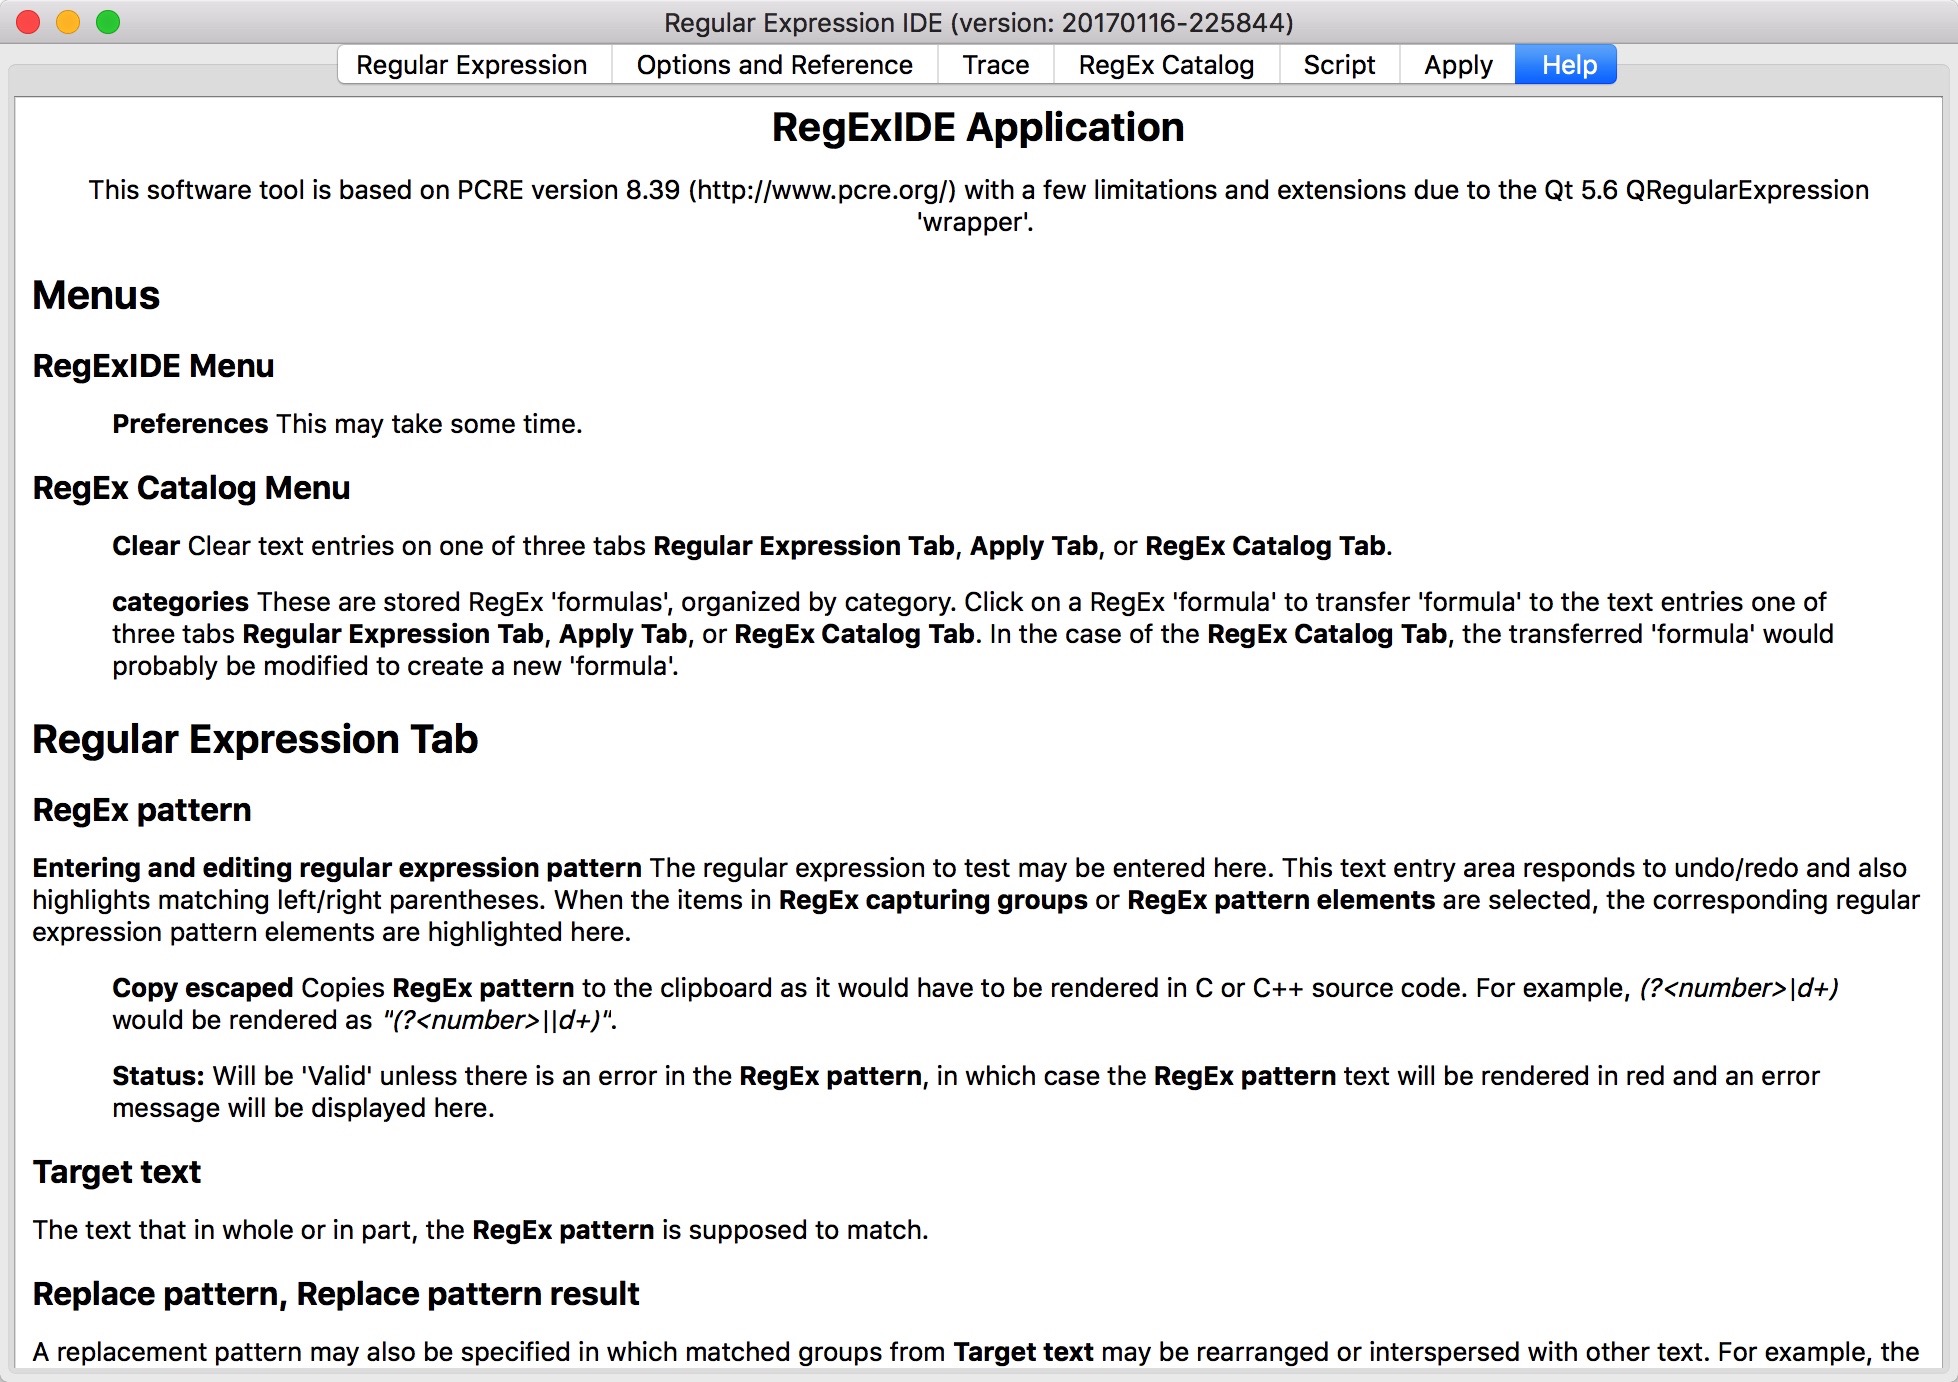 Regular Expression IDE (version: 20170116-225844)
Regular Expression Options and Reference Trace RegEx Catalog Script Apply Help
RegExIDE Application
This software tool is based on PCRE version 8.39 (http://www.pcre.org/) with a few limitations and extensions due to the Qt 5.6 QRegularExpression
'wrapper'.
Menus
RegExIDE Menu
Preferences This may take some time.
RegEx Catalog Menu
Clear Clear text entries on one of three tabs Regular Expression Tab, Apply Tab, or RegEx Catalog Tab.
categories These are stored RegEx 'formulas', organized by category. Click on a RegEx 'formula' to transfer 'formula' to the text entries one of
three tabs Regular Expression Tab, Apply Tab, or RegEx Catalog Tab. In the case of the RegEx Catalog Tab, the transferred 'formula' would
probably be modified to create a new 'formula'.
Regular Expression Tab
RegEx pattern
Entering and editing regular expression pattern The regular expression to test may be entered here. This text entry area responds to undo/redo and also
highlights matching left/right parentheses. When the items in RegEx capturing groups or RegEx pattern elements are selected, the corresponding regular
expression pattern elements are highlighted here.
Copy escaped Copies RegEx pattern to the clipboard as it would have to be rendered in C or C++ source code. For example, (?<number>\d+)
would be rendered as "(?<number>\\d+)".
Status: Will be 'Valid' unless there is an error in the RegEx pattern, in which case the RegEx pattern text will be rendered in red and an error
message will be displayed here.
Target text
The text that in whole or in part, the RegEx pattern is supposed to match.
Replace pattern, Replace pattern result
A replacement pattern may also be specified in which matched groups from Target text may be rearranged or interspersed with other text. For example, the